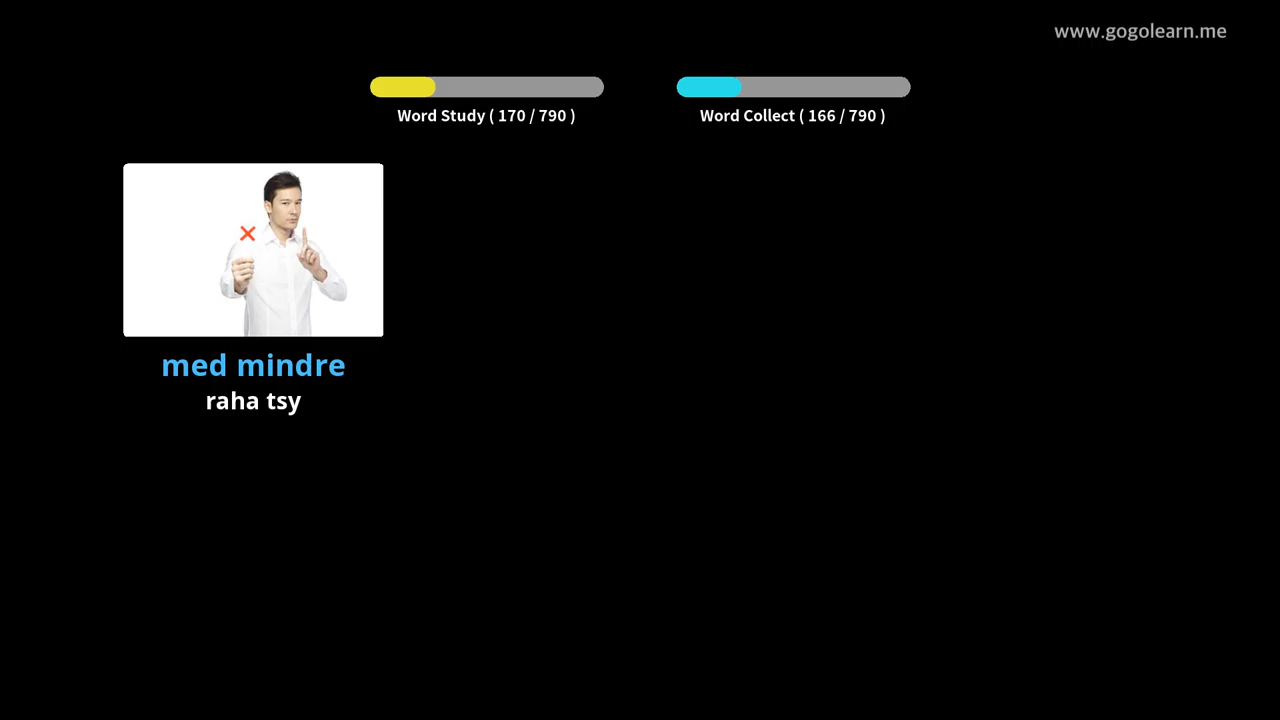 www.gogolearn.me
Word Study ( 170 / 790 )
Word Collect ( 166 / 790 )
med mindre
raha tsy